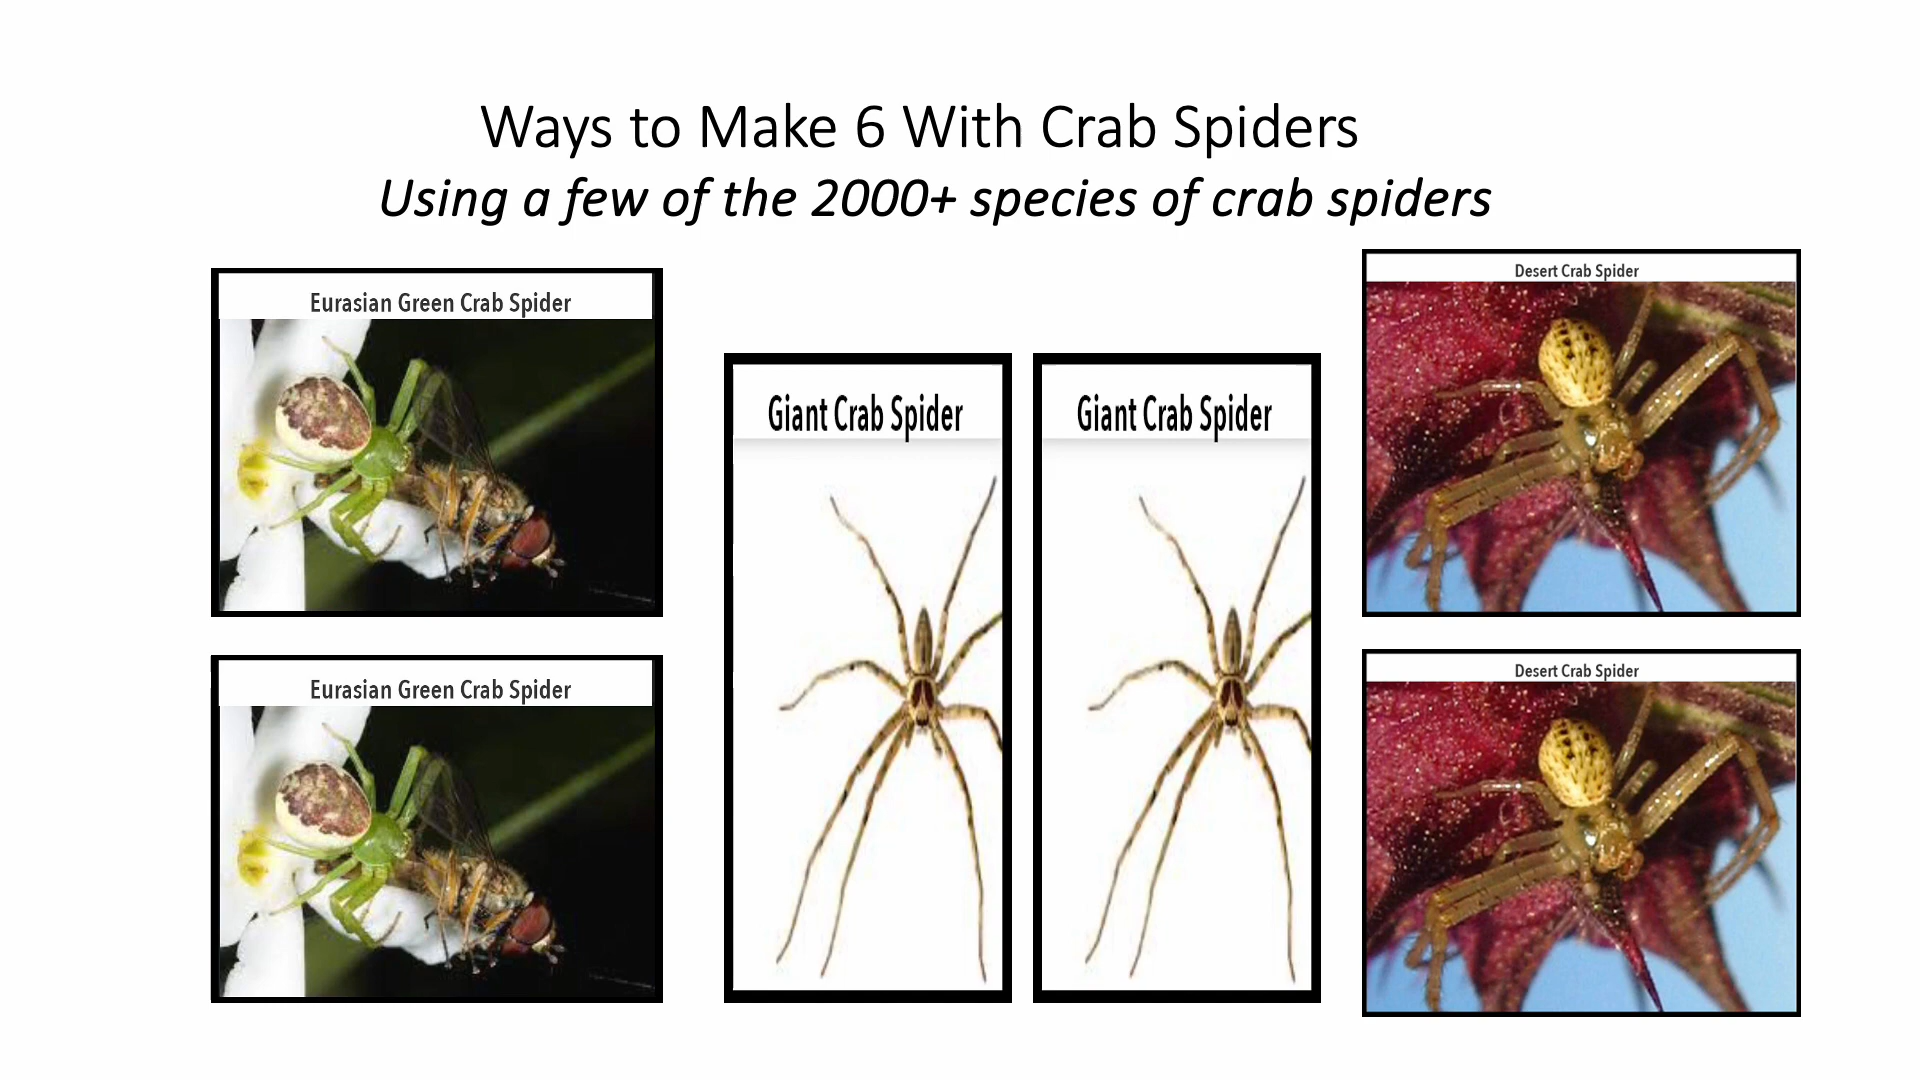 Ways to Make 6 With Crab Spiders
Using a few of the 2000+ species of crab spiders
Eurasian Green Crab Spider
Eurasian Green Crab Spider
Giant Crab Spider
Giant Crab Spider
Desert Crab Spider
Desert Crab Spider